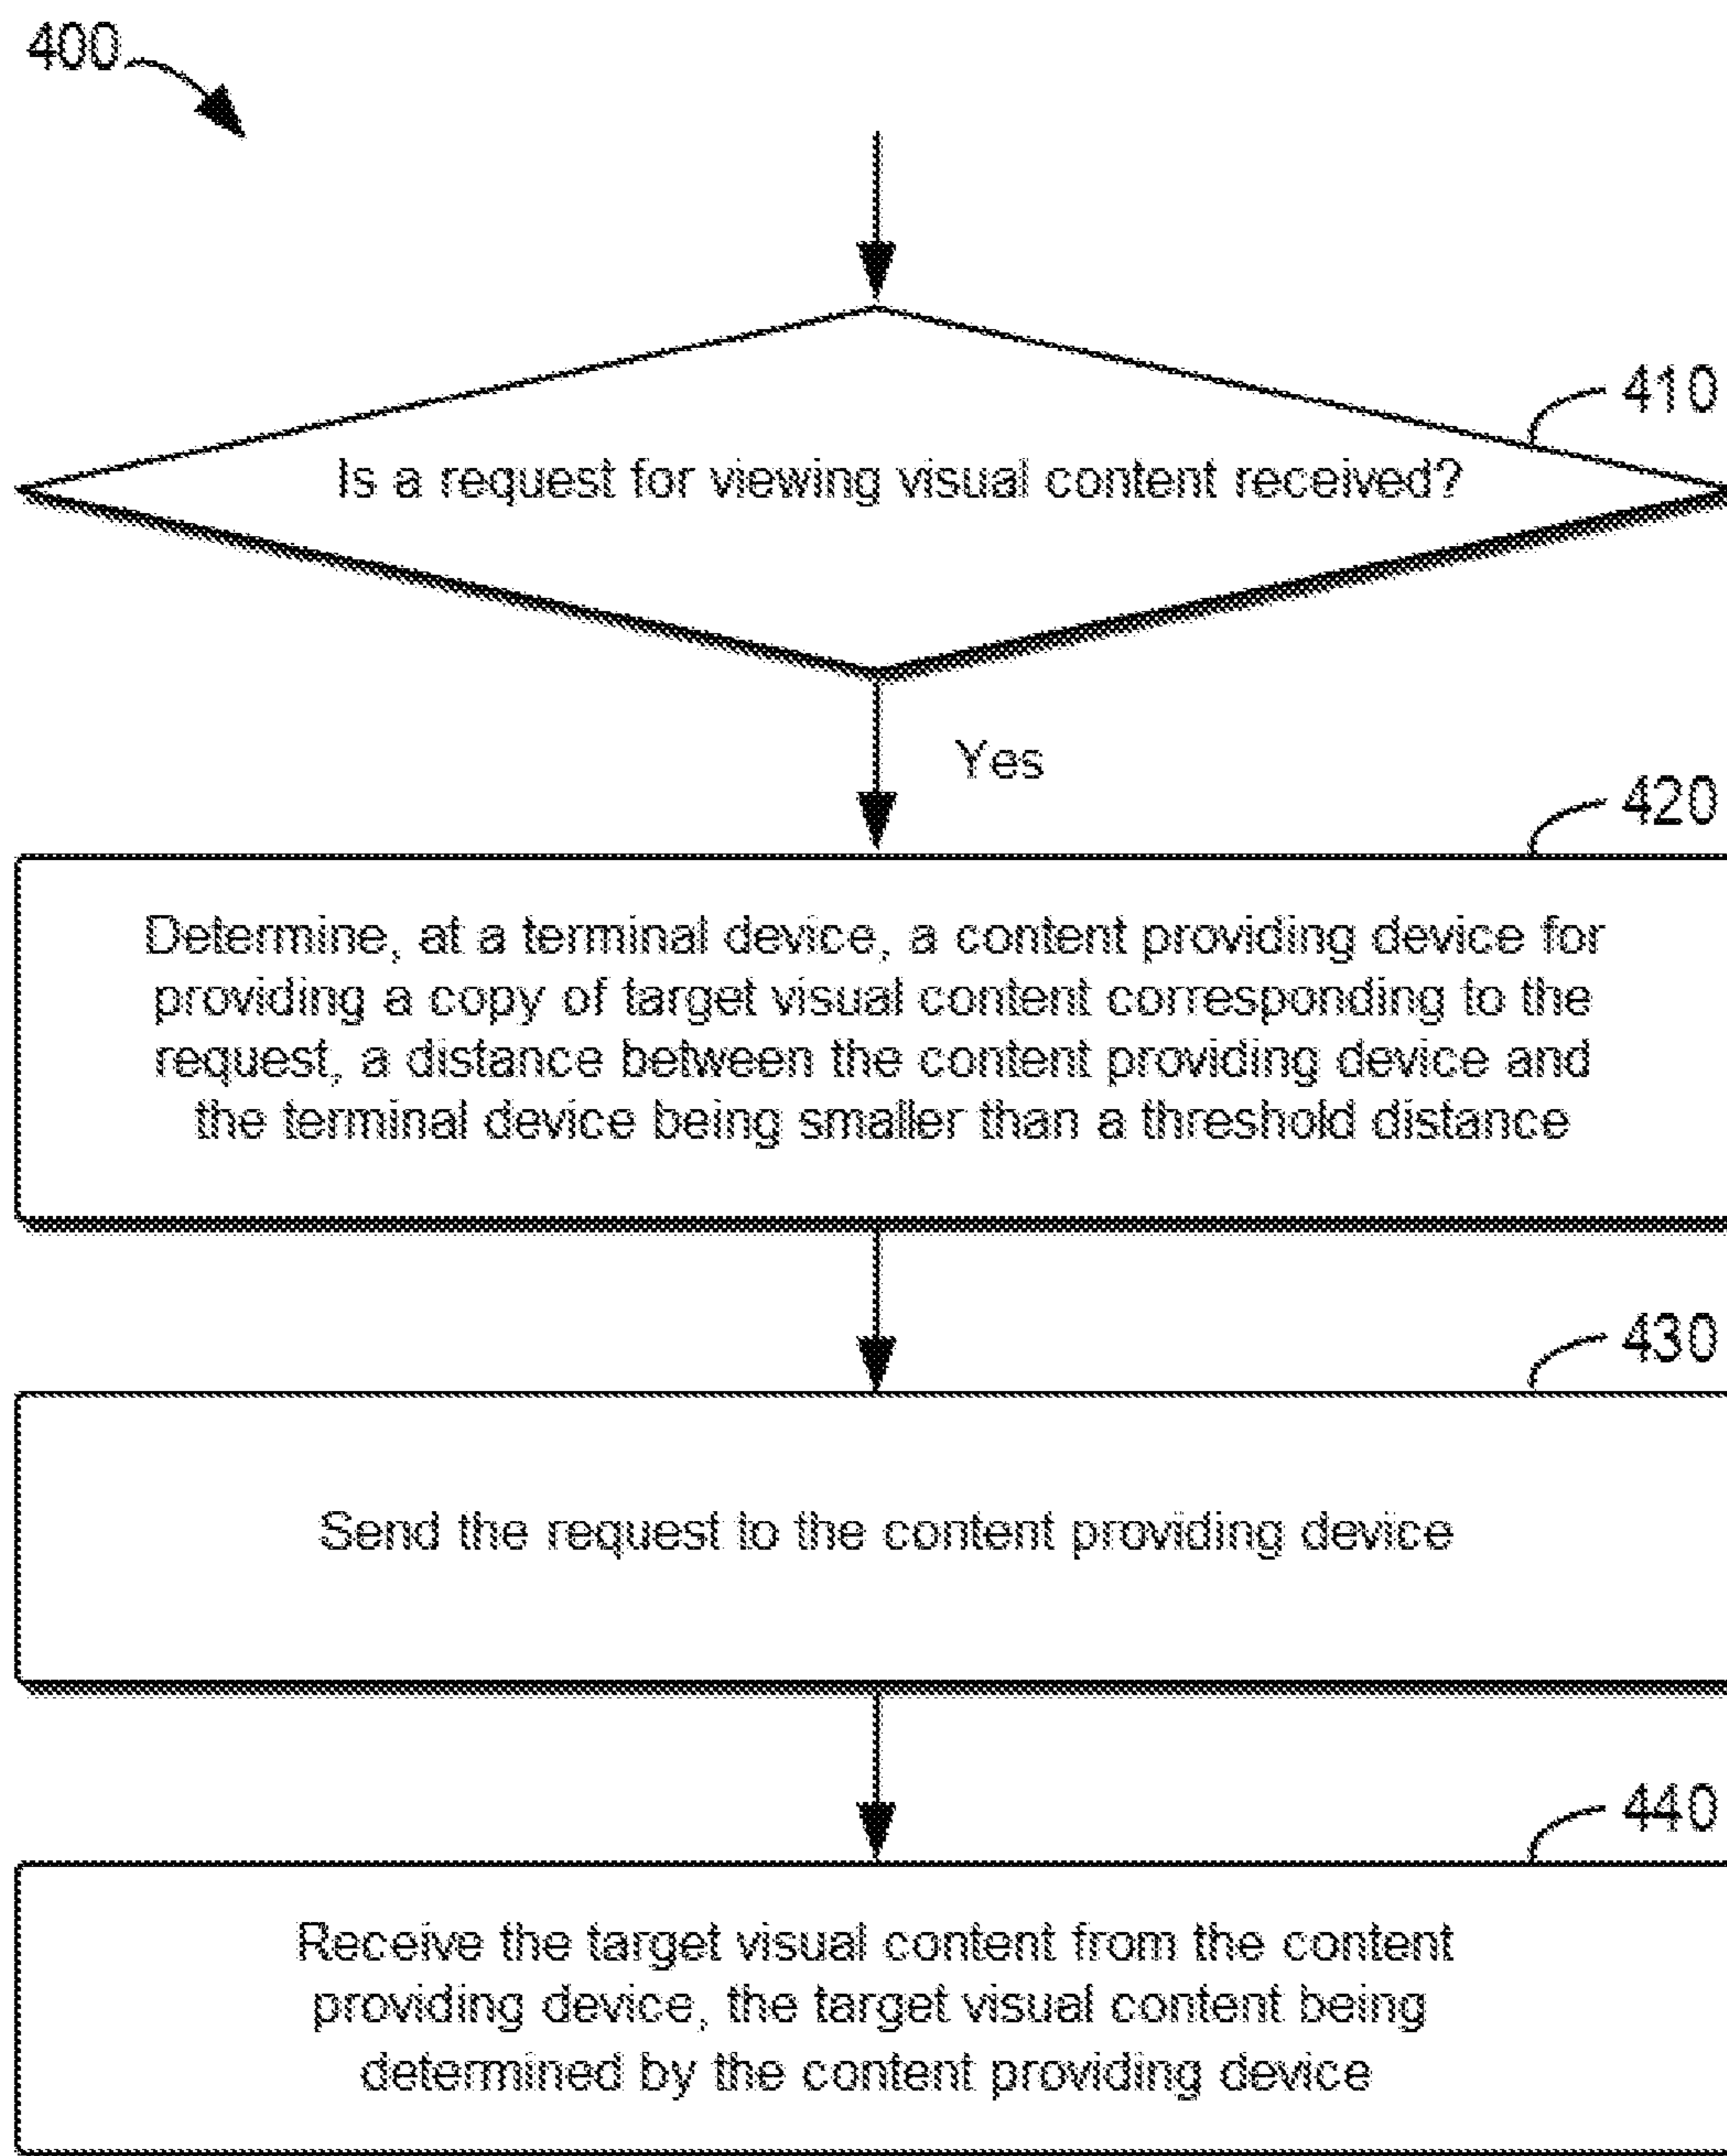 400
410
Is a request for viewing visual content received?
Yes
420
Determine, at a terminal device, a content providing device for
providing a copy of target visual content corresponding to the
request, a distance between the content providing device and
the terminal device being smaller than a threshold distance
430
Send the request to the content providing device
440
Receive the target visual content from the content
providing device, the target visual content being
determined by the content providing device